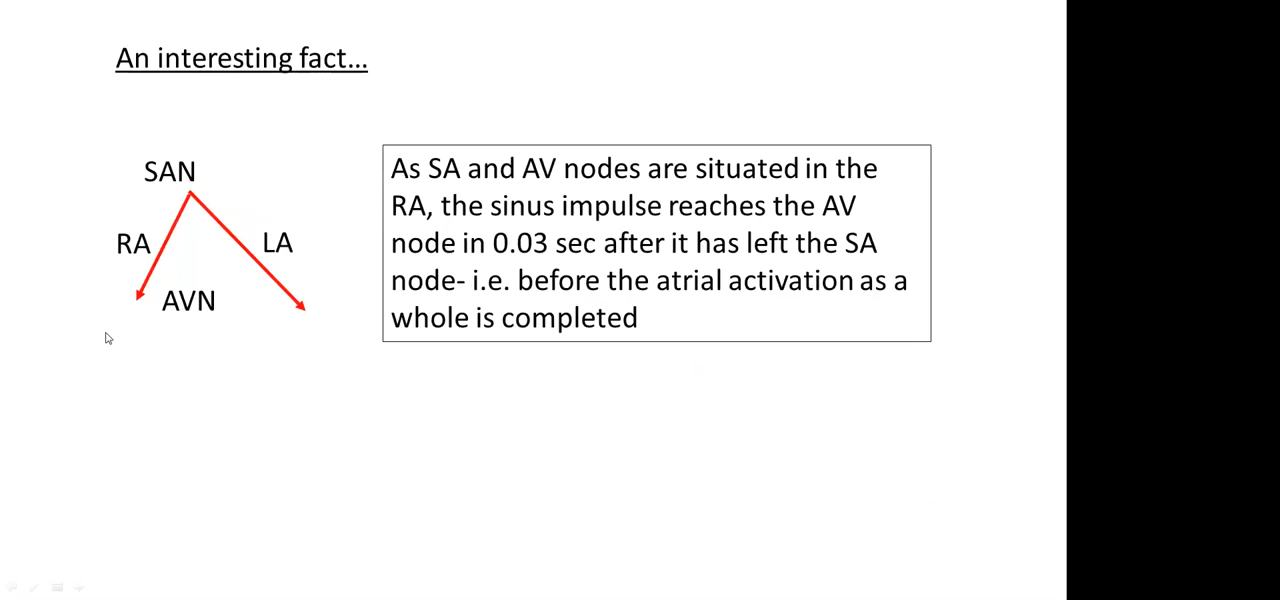 An interesting fact...
SAN
RA
LA
AVN
As SA and AV nodes are situated in the
RA, the sinus impulse reaches the AV
node in 0.03 sec after it has left the SA
node- i.e. before the atrial activation as a
whole is completed